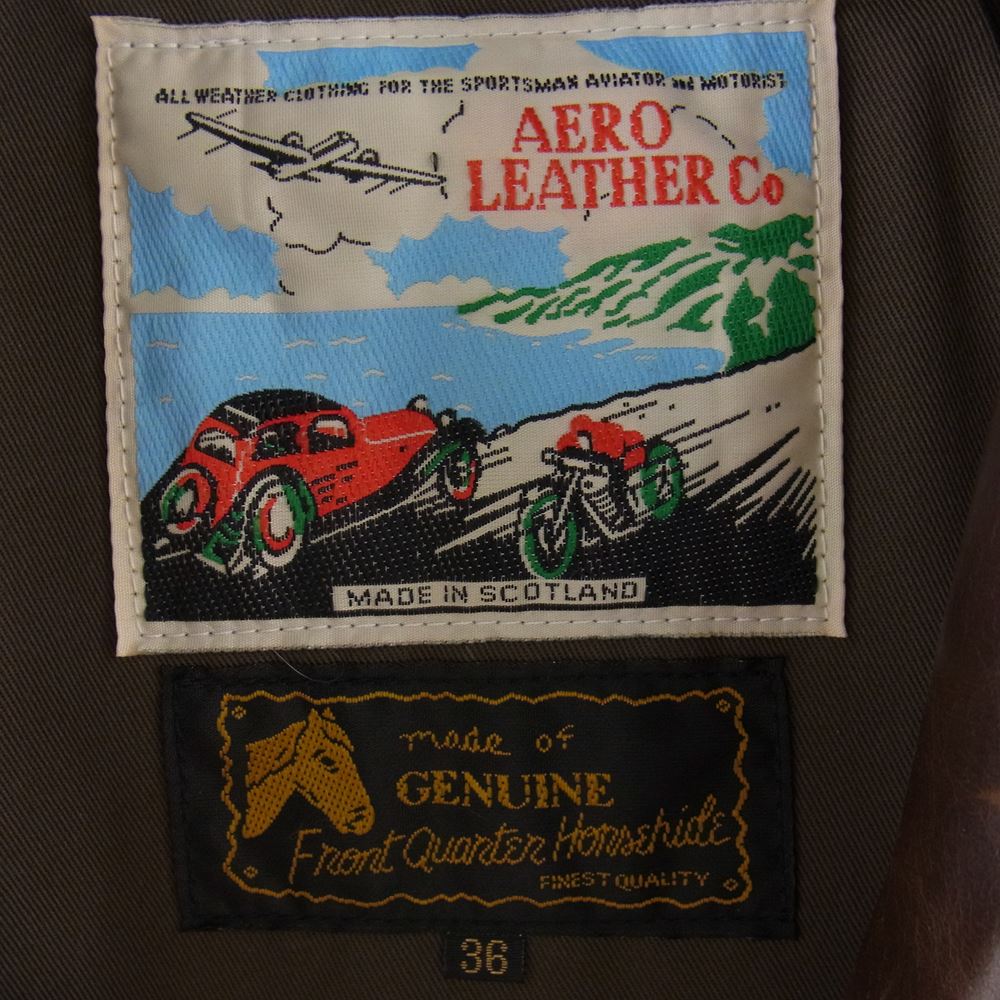 ALL WEATHER CLOTHING FOR THE SPORTSMAN AVIATOR AND MOTORIST
AERO
LEATHER Co
MADE IN SCOTLAND
made of
GENUINE
Front Quarter Horsehide
FINEST QUALITY
36